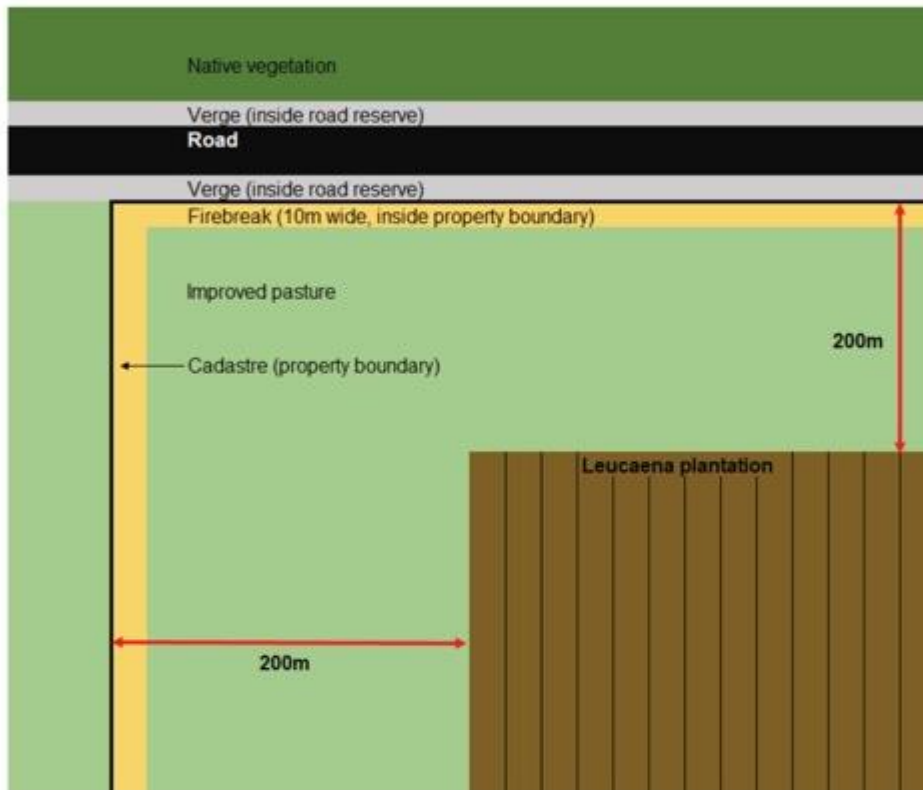 Native vegetation
Verge (inside road reserve)
Road
Verge (inside road reserve)
Firebreak (10m wide, inside property boundary)
Improved pasture
200m
Cadastre (property boundary)
Leucaena plantation
200m